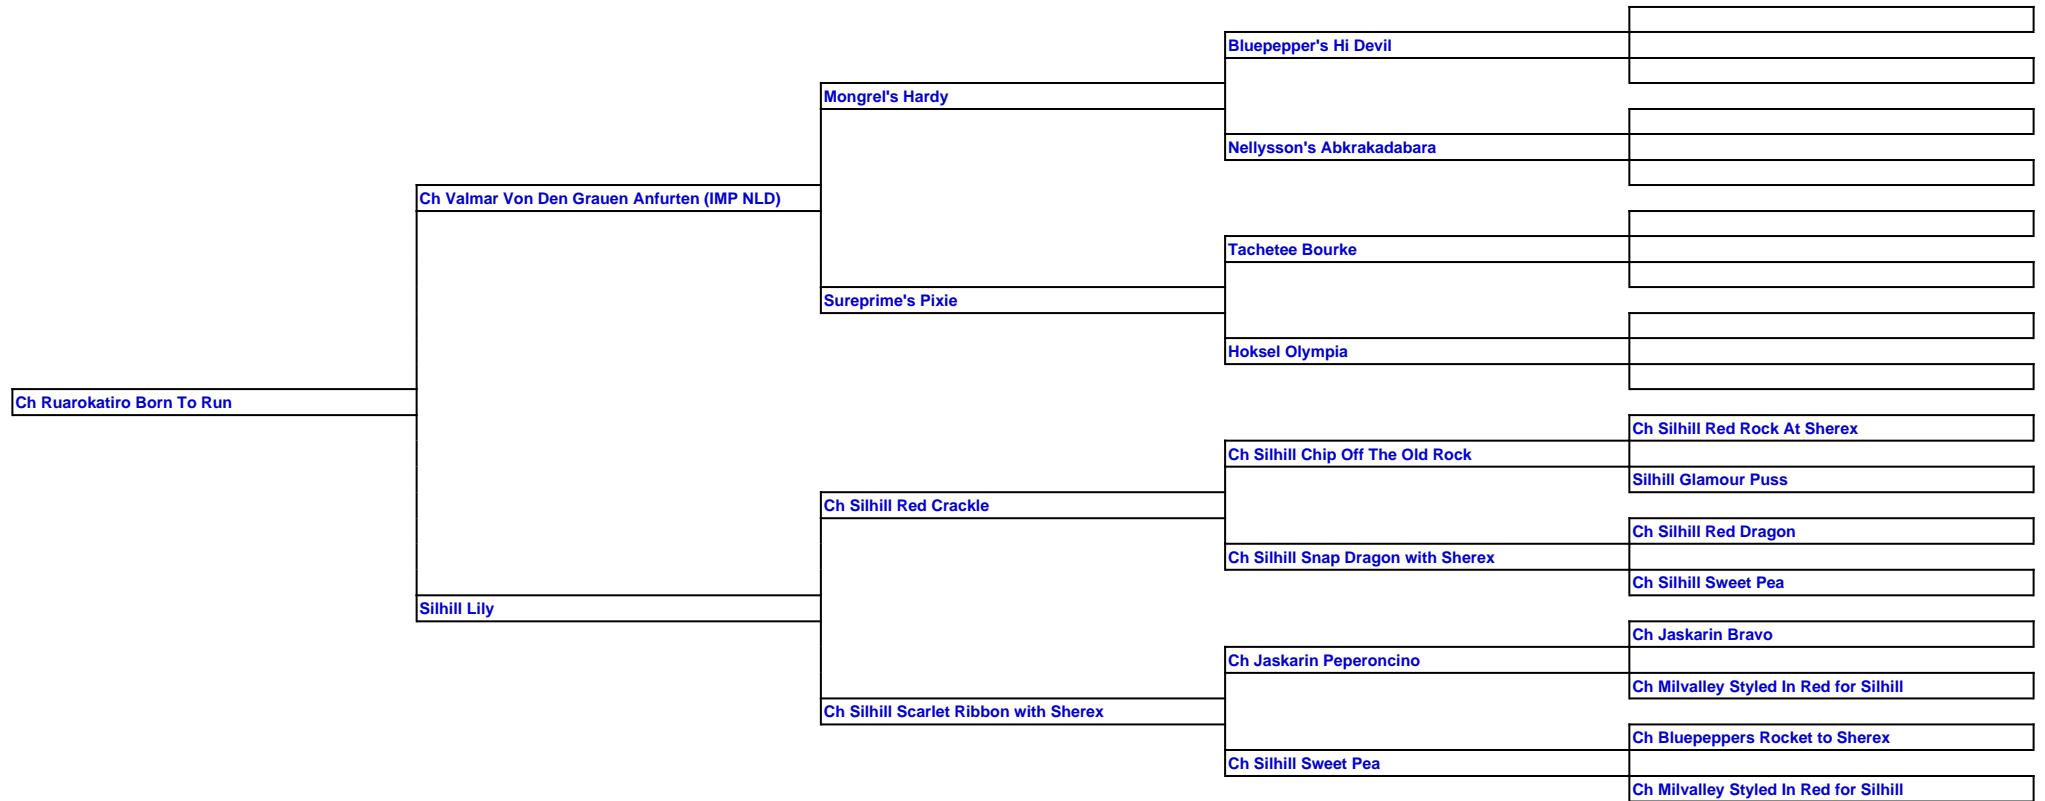 Bluepepper's Hi Devil
Mongrel's Hardy
Nellysson's Abkrakadabara
Ch Valmar Von Den Grauen Anfurten (IMP NLD)
Tachetee Bourke
Sureprime's Pixie
Hoksel Olympia
Ch Ruarokatiro Born To Run
Ch Silhill Red Rock At Sherex
Ch Silhill Chip Off The Old Rock
Silhill Glamour Puss
Ch Silhill Red Crackle
Ch Silhill Red Dragon
Ch Silhill Snap Dragon with Sherex
Ch Silhill Sweet Pea
Silhill Lily
Ch Jaskarin Bravo
Ch Jaskarin Peperoncino
Ch Milvalley Styled In Red for Silhill
Ch Silhill Scarlet Ribbon with Sherex
Ch Bluepeppers Rocket to Sherex
Ch Silhill Sweet Pea
Ch Milvalley Styled In Red for Silhill